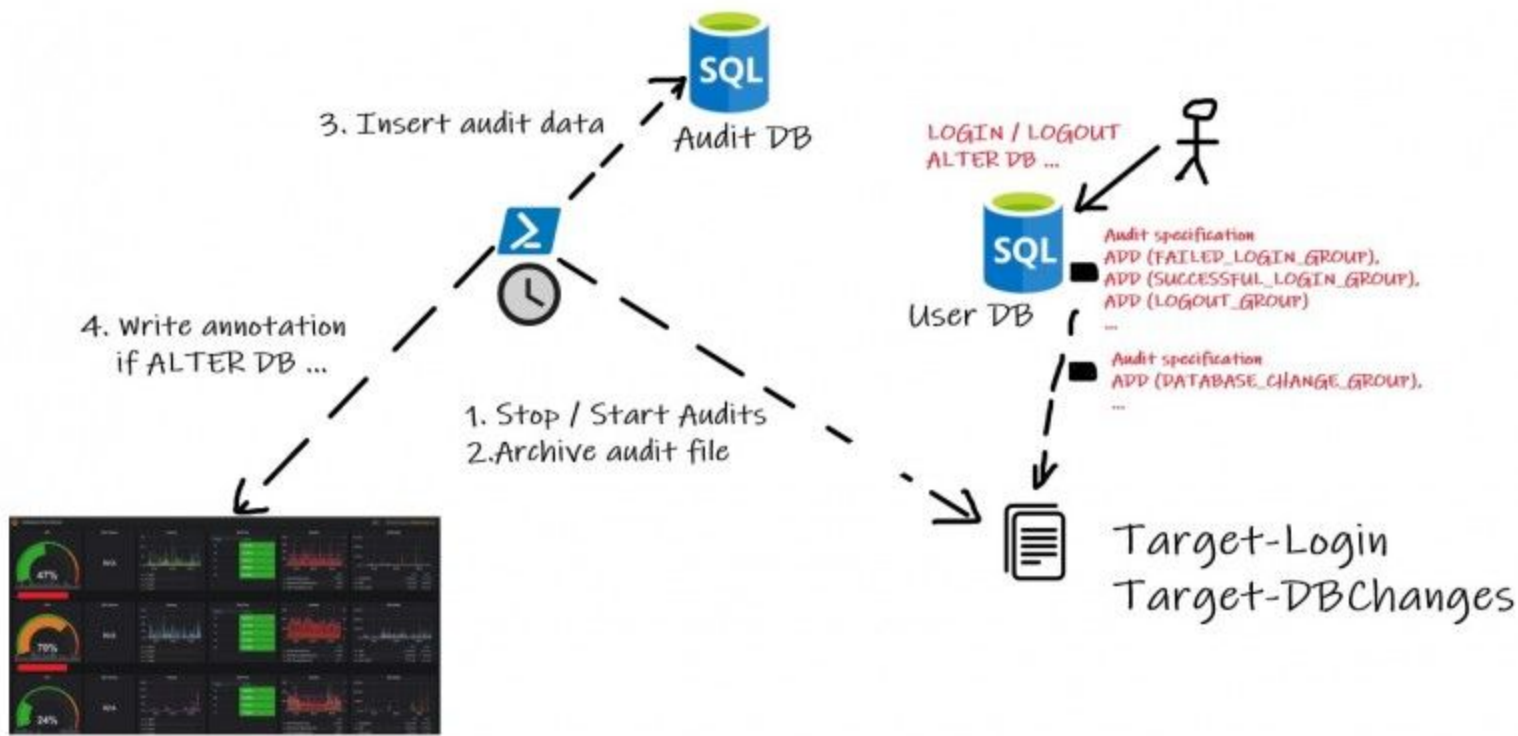 SQL
3. Insert audit data
Audit DB
LOGIN / LOGOUT
ALTER DB ...
SQL
User DB
Audit specification
ADD (FAILED_LOGIN_GROUP),
ADD (SUCCESSFUL_LOGIN_GROUP),
ADD (LOGOUT_GROUP)
...
Audit specification
ADD (DATABASE_CHANGE_GROUP),
...
4. Write annotation
if ALTER DB ...
1. Stop / Start Audits
2.Archive audit file
Target-Login
Target-DBChanges
47%
N/A
79%
N/A
24%
N/A